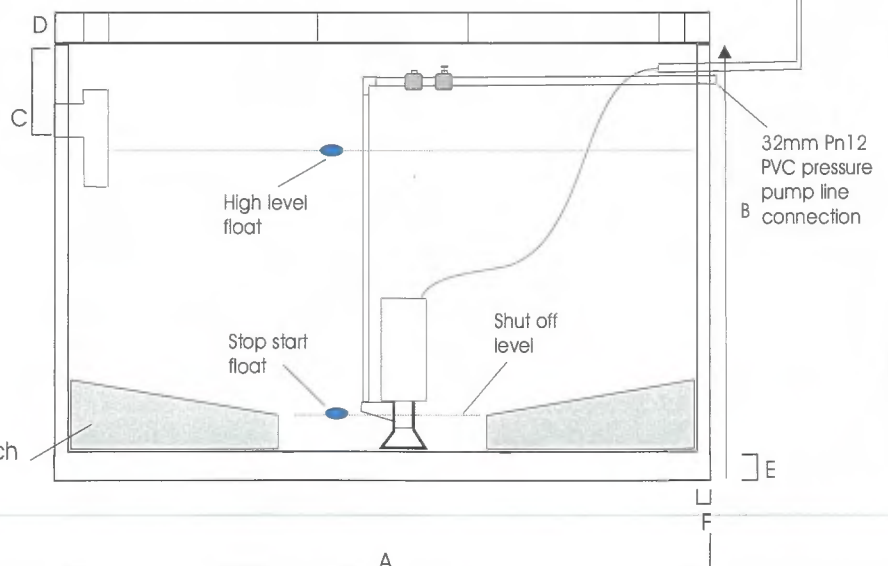 D
C
High level
float
32mm Pn12
PVC pressure
pump line
connection
B
Stop start
float
Shut off
level
ch
E
F
A